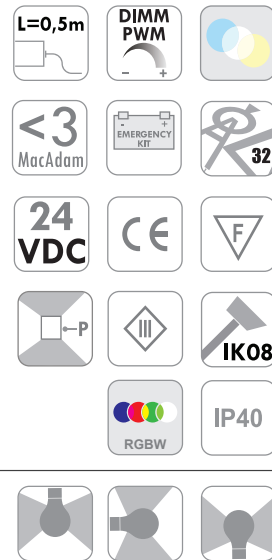 L=0,5m
DIMM
PWM
- +
<3
MacAdam
- +
EMERGENCY
KIT
32
24
VDC
CE
F
P
III
IK08
RGBW
IP40